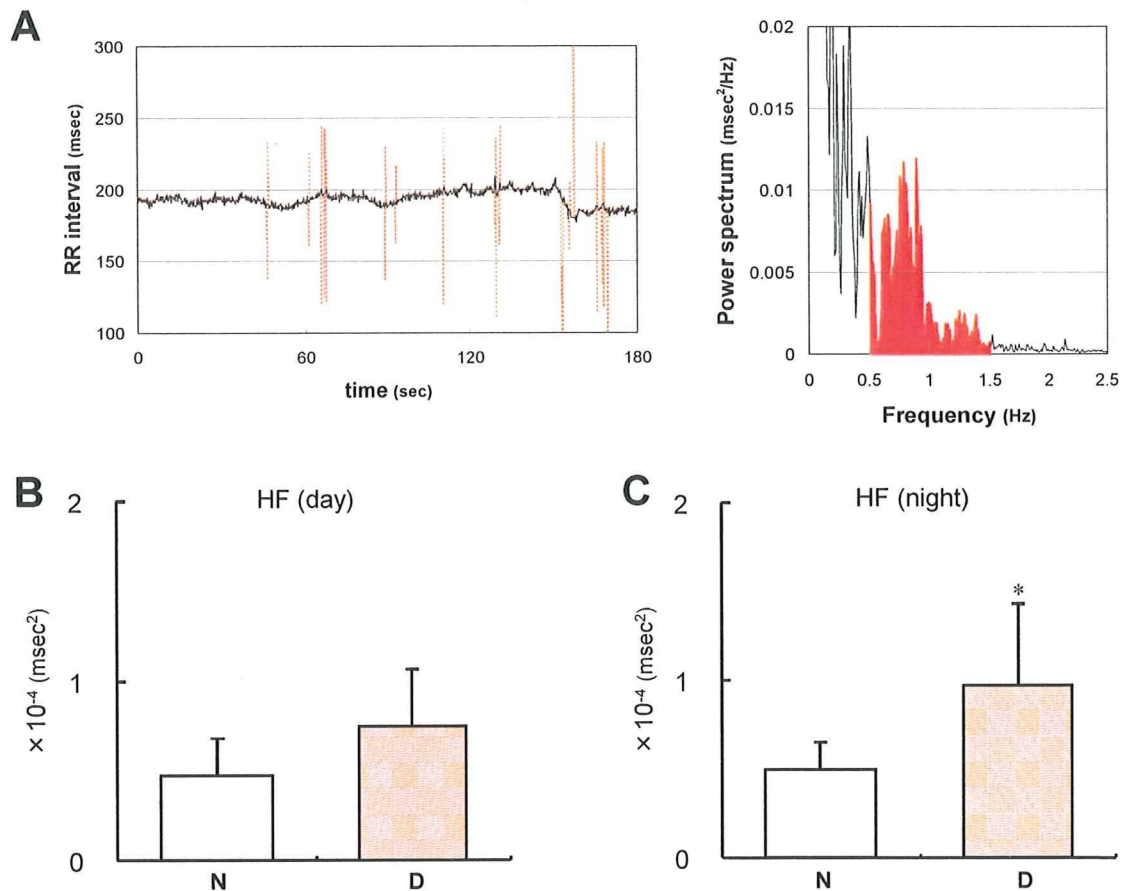 A
300
250
200
150
100
RR interval (msec)
0 60 120 180
time (sec)
0.02
0.015
0.01
0.005
0
Power spectrum (msec²/Hz)
0 0.5 1 1.5 2 2.5
Frequency (Hz)
B
HF (day)
2
1
0
× 10⁻⁴ (msec²)
N D
C
HF (night)
2
1
0
× 10⁻⁴ (msec²)
*
N D